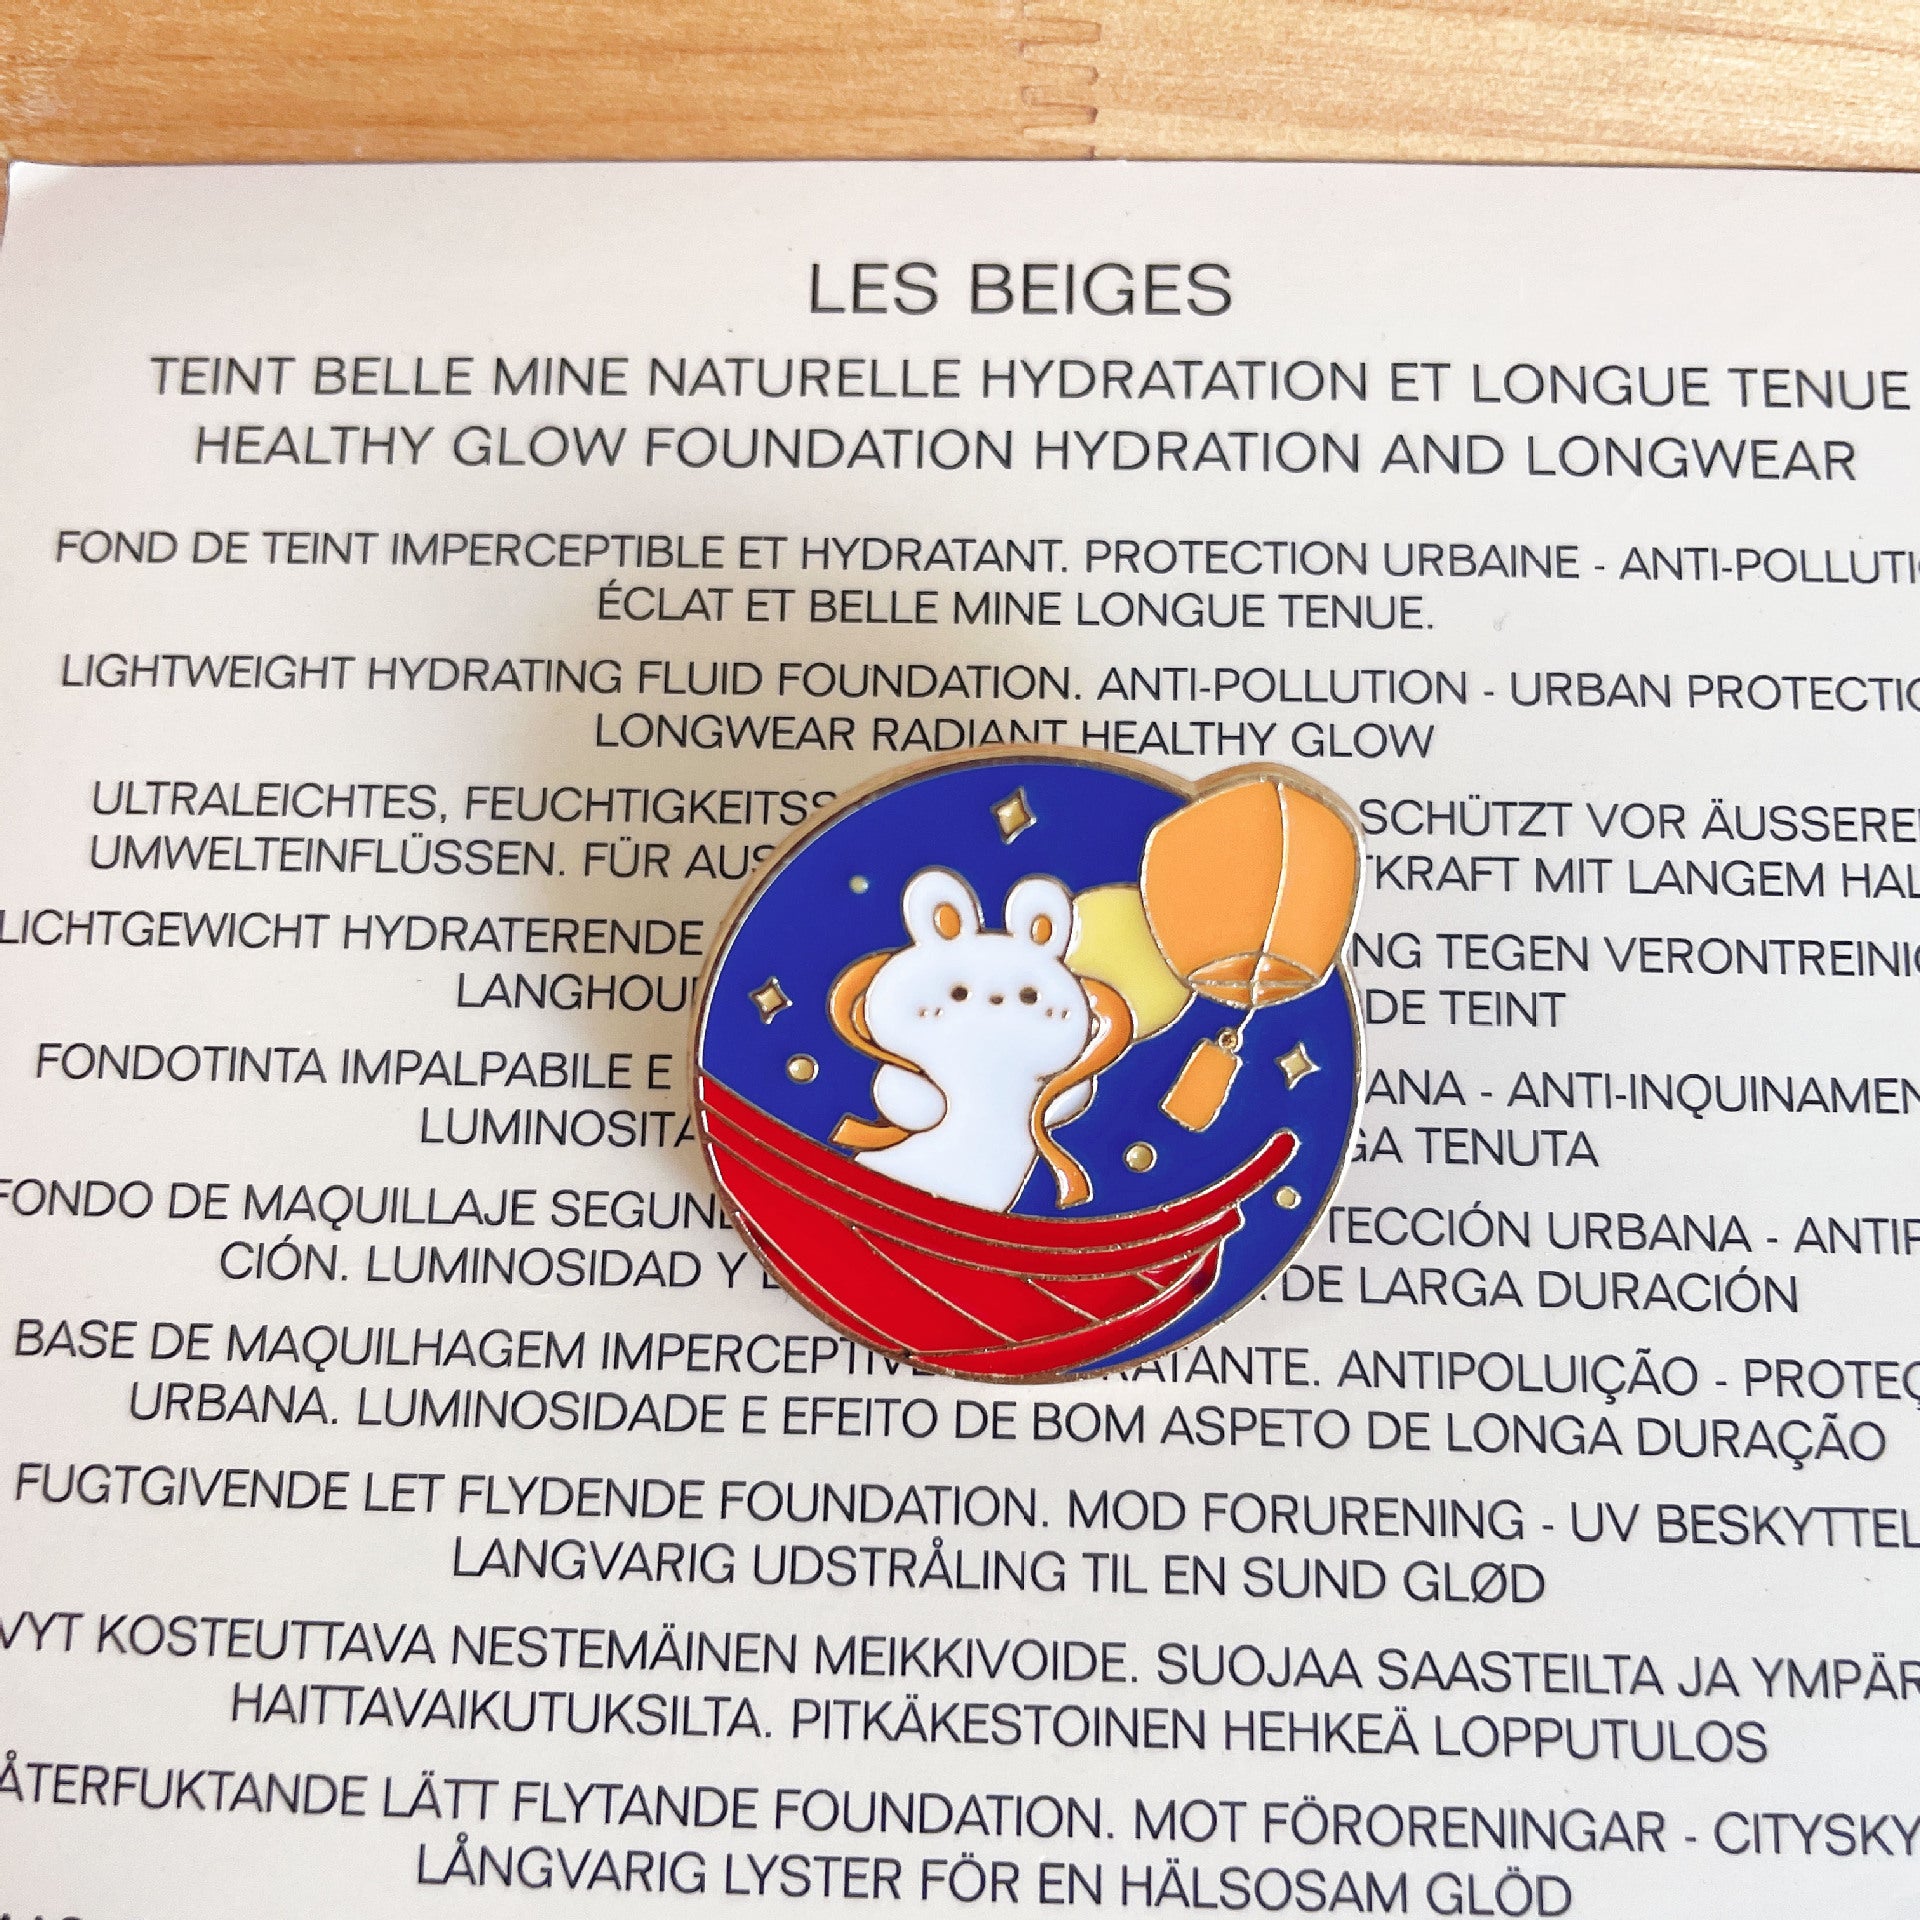 LES BEIGES
TEINT BELLE MINE NATURELLE HYDRATATION ET LONGUE TENUE
HEALTHY GLOW FOUNDATION HYDRATION AND LONGWEAR
FOND DE TEINT IMPERCEPTIBLE ET HYDRATANT. PROTECTION URBAINE - ANTI-POLLUTI
ÉCLAT ET BELLE MINE LONGUE TENUE.
LIGHTWEIGHT HYDRATING FLUID FOUNDATION. ANTI-POLLUTION - URBAN PROTECTIO
LONGWEAR RADIANT HEALTHY GLOW
ULTRALEICHTES, FEUCHTIGKEITSS SCHÜTZT VOR ÄUSSERE
UMWELTEINFLÜSSEN. FÜR AUS TKRAFT MIT LANGEM HAL
LICHTGEWICHT HYDRATERENDE NG TEGEN VERONTREINI
LANGHOU DE TEINT
FONDOTINTA IMPALPABILE E ANA - ANTI-INQUINAMEN
LUMINOSITÀ GA TENUTA
FONDO DE MAQUILLAJE SEGUN TECCIÓN URBANA - ANTIP
CIÓN. LUMINOSIDAD Y DE LARGA DURACIÓN
BASE DE MAQUILHAGEM IMPERCEPTIV RATANTE. ANTIPOLUIÇÃO - PROTEÇ
URBANA. LUMINOSIDADE E EFEITO DE BOM ASPETO DE LONGA DURAÇÃO
FUGTGIVENDE LET FLYDENDE FOUNDATION. MOD FORURENING - UV BESKYTTEL
LANGVARIG UDSTRÅLING TIL EN SUND GLØD
VYT KOSTEUTTAVA NESTEMÄINEN MEIKKIVOIDE. SUOJAA SAASTEILTA JA YMPÄR
HAITTAVAIKUTUKSILTA. PITKÄKESTOINEN HEHKEÄ LOPPUTULOS
ÅTERFUKTANDE LÄTT FLYTANDE FOUNDATION. MOT FÖRORENINGAR - CITYSKY
LÅNGVARIG LYSTER FÖR EN HÄLSOSAM GLÖD